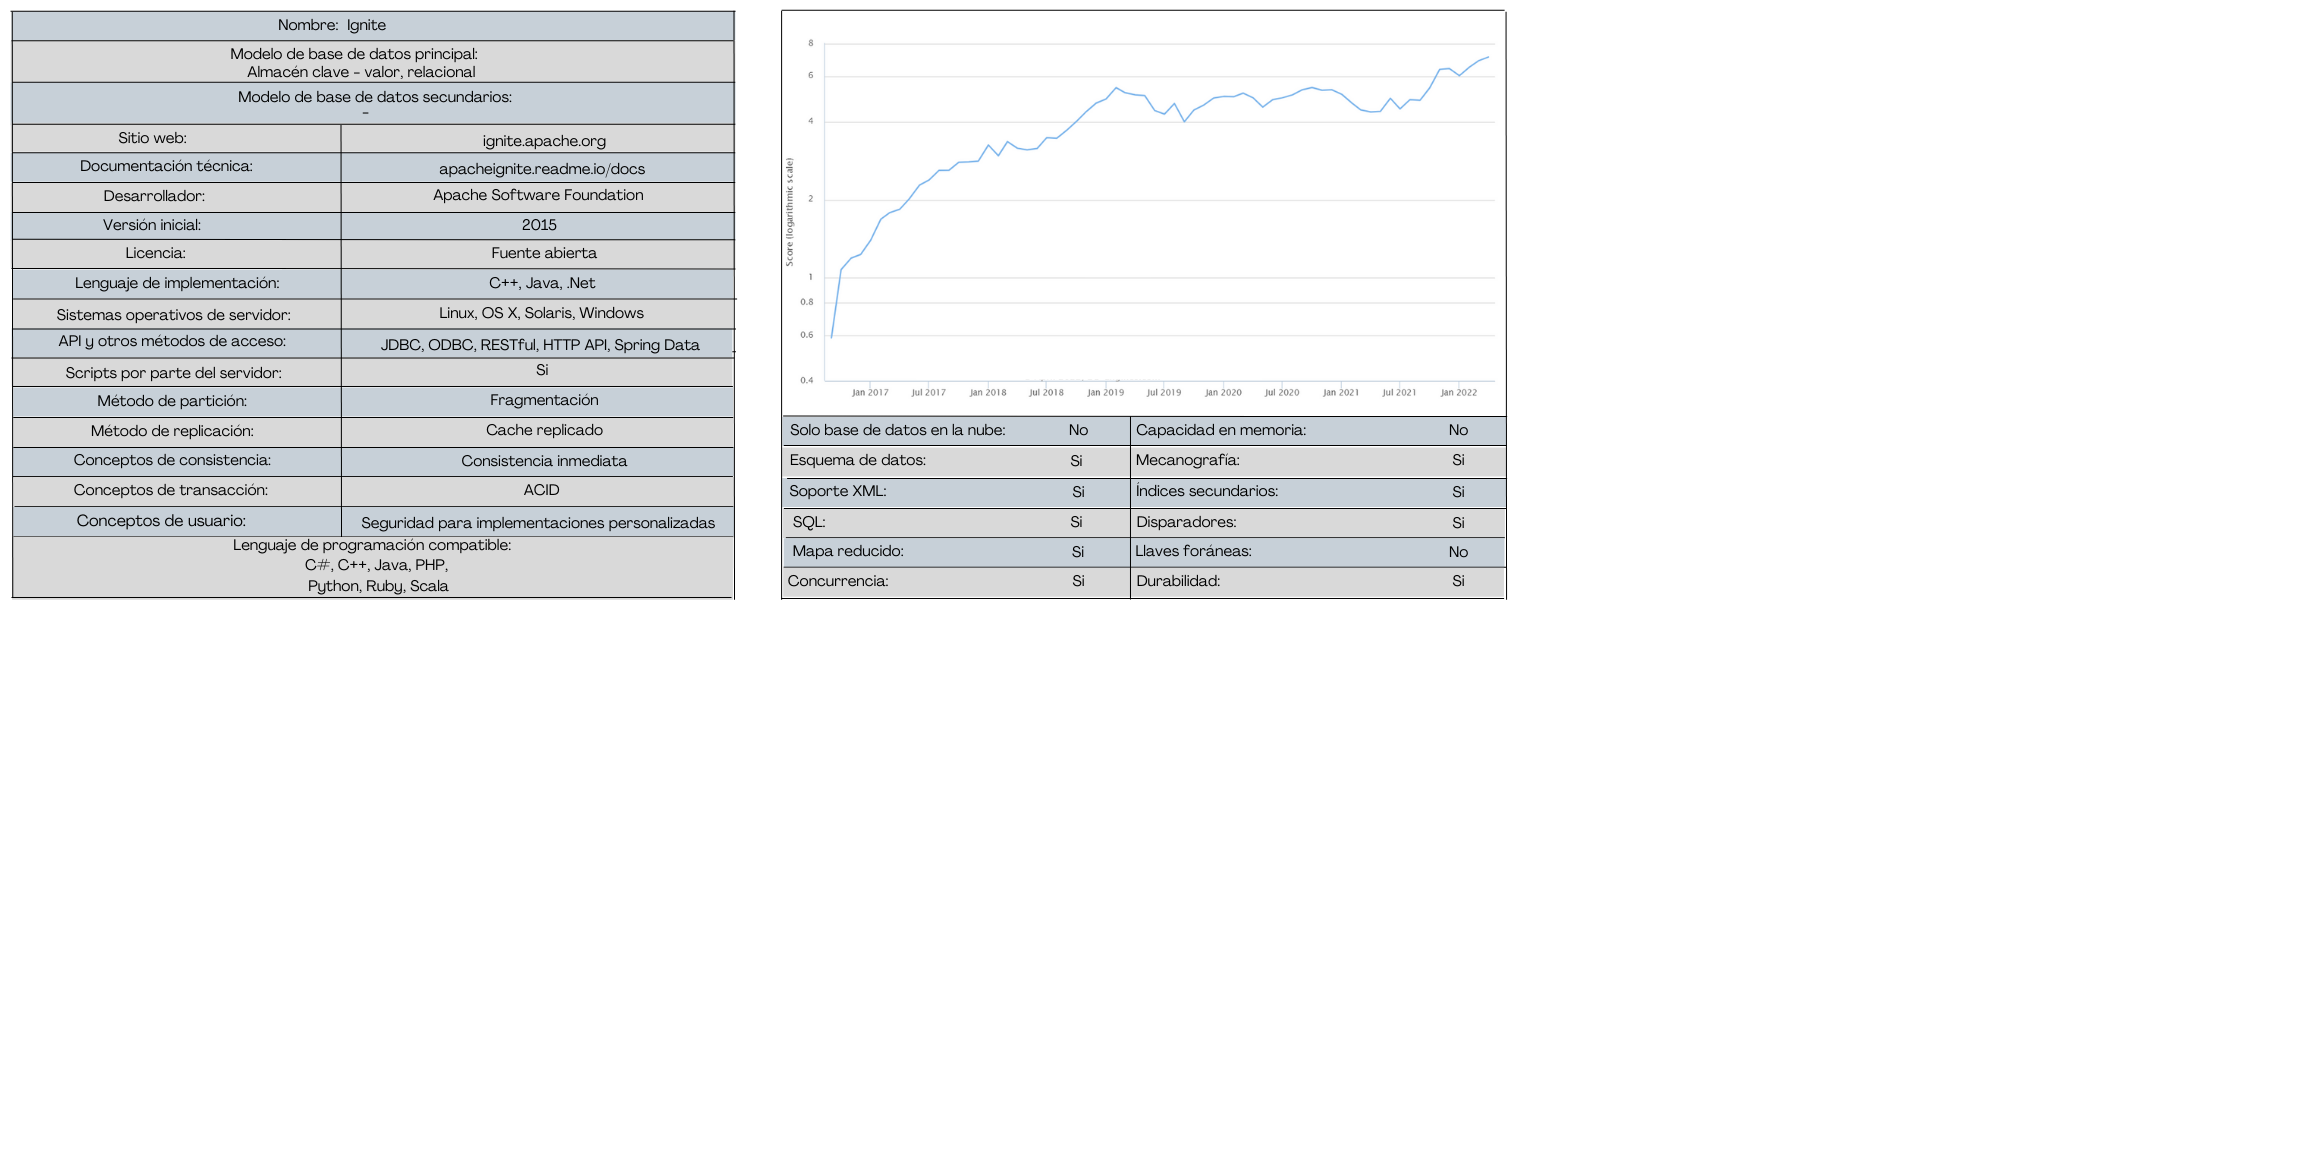 Nombre: Ignite
Modelo de base de datos principal:
Almacén clave - valor, relacional
Modelo de base de datos secundarios:
-
Sitio web: ignite.apache.org
Documentación técnica: apacheignite.readme.io/docs
Desarrollador: Apache Software Foundation
Versión inicial: 2015
Licencia: Fuente abierta
Lenguaje de implementación: C++, Java, .Net
Sistemas operativos de servidor: Linux, OS X, Solaris, Windows
API y otros métodos de acceso: JDBC, ODBC, RESTful, HTTP API, Spring Data
Scripts por parte del servidor: Si
Método de partición: Fragmentación
Método de replicación: Cache replicado
Conceptos de consistencia: Consistencia inmediata
Conceptos de transacción: ACID
Conceptos de usuario: Seguridad para implementaciones personalizadas
Lenguaje de programación compatible:
C#, C++, Java, PHP,
Python, Ruby, Scala
Score (logarithmic scale)
8
6
4
2
1
0.8
0.6
0.4
Jan 2017 Jul 2017 Jan 2018 Jul 2018 Jan 2019 Jul 2019 Jan 2020 Jul 2020 Jan 2021 Jul 2021 Jan 2022
Solo base de datos en la nube: No Capacidad en memoria: No
Esquema de datos: Si Mecanografía: Si
Soporte XML: Si Índices secundarios: Si
SQL: Si Disparadores: Si
Mapa reducido: Si Llaves foráneas: No
Concurrencia: Si Durabilidad: Si